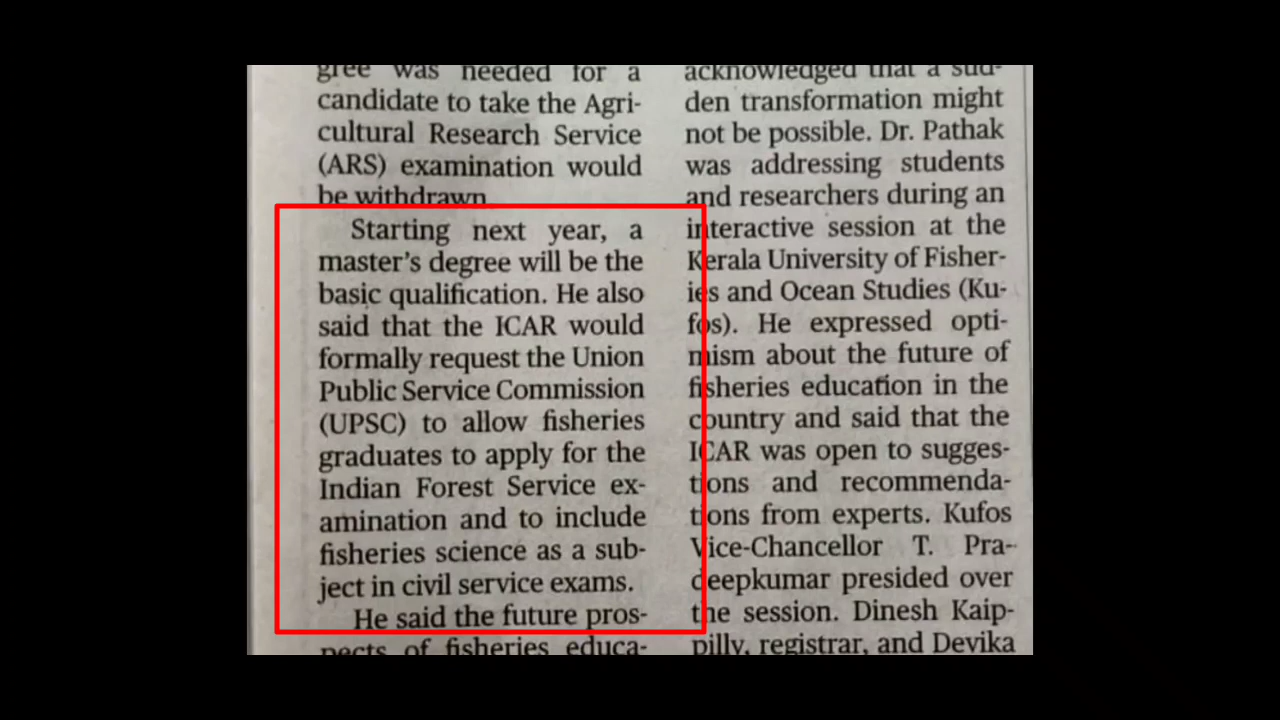 gree was needed for a
candidate to take the Agri-
cultural Research Service
(ARS) examination would
be withdrawn.
Starting next year, a
master's degree will be the
basic qualification. He also
said that the ICAR would
formally request the Union
Public Service Commission
(UPSC) to allow fisheries
graduates to apply for the
Indian Forest Service ex-
amination and to include
fisheries science as a sub-
ject in civil service exams.
He said the future pros-
pects of fisheries educa-
acknowledged that a sud-
den transformation might
not be possible. Dr. Pathak
was addressing students
and researchers during an
interactive session at the
Kerala University of Fisher-
ies and Ocean Studies (Ku-
fos). He expressed opti-
mism about the future of
fisheries education in the
country and said that the
ICAR was open to sugges-
tions and recommenda-
tions from experts. Kufos
Vice-Chancellor T. Pra-
deepkumar presided over
the session. Dinesh Kaip-
pilly, registrar, and Devika